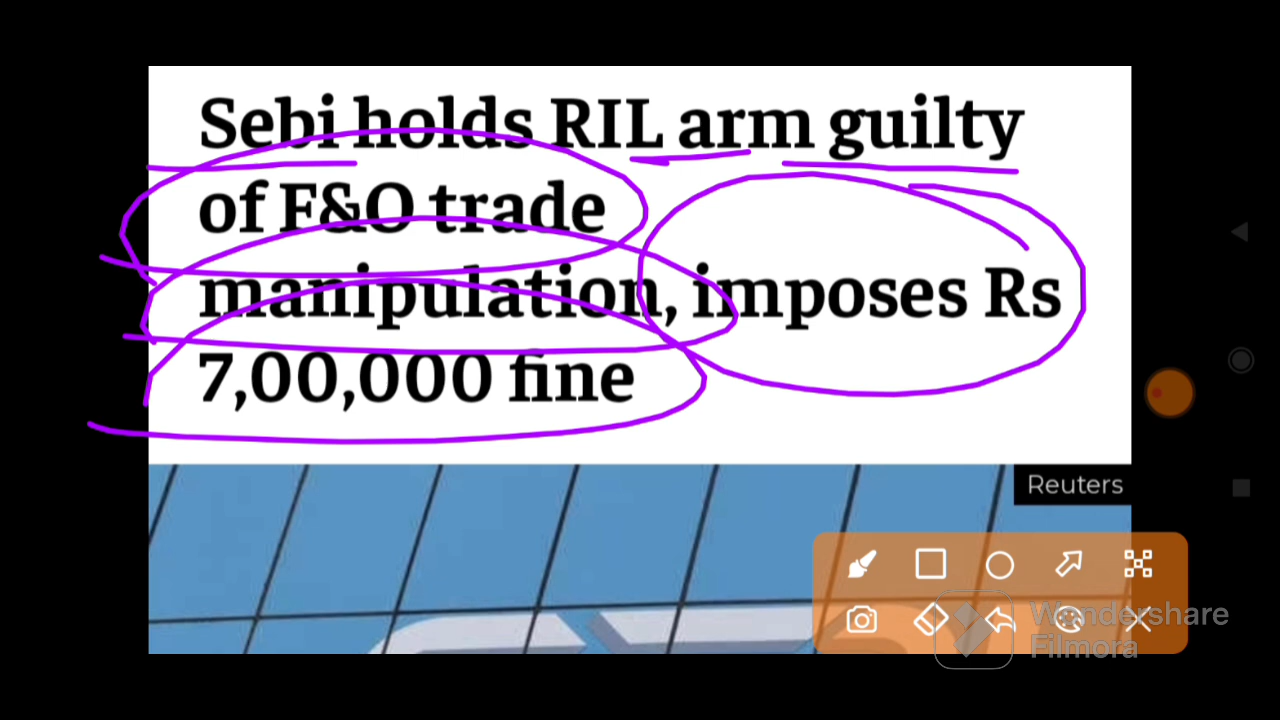 Sebi holds RIL arm guilty
of F&O trade
manipulation, imposes Rs
7,00,000 fine
Reuters
Wondershare
Filmora